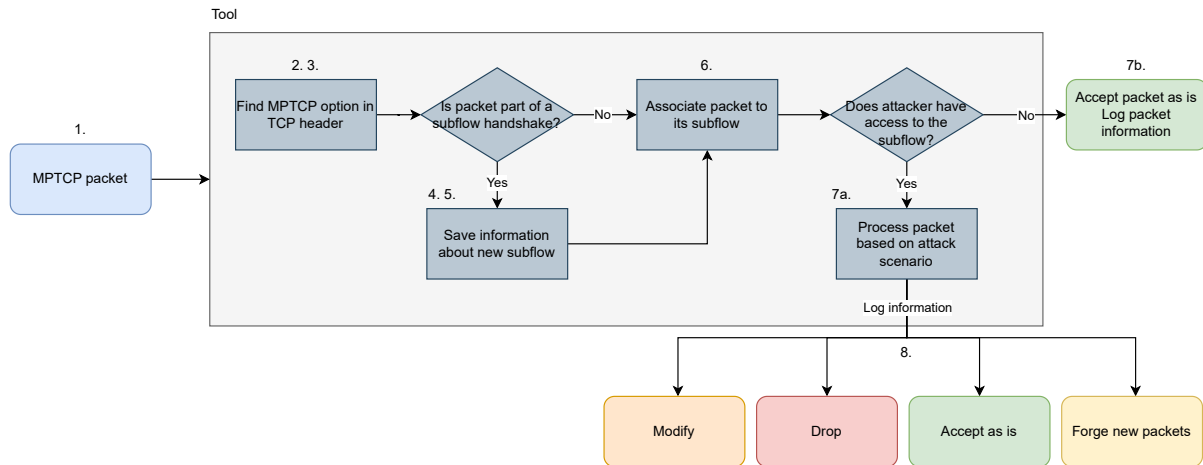 Tool
1.
MPTCP packet
2. 3.
Find MPTCP option in
TCP header
Is packet part of a
subflow handshake?
No
Yes
4. 5.
Save information
about new subflow
6.
Associate packet to
its subflow
Does attacker have
access to the
subflow?
No
7b.
Accept packet as is
Log packet
information
Yes
7a.
Process packet
based on attack
scenario
Log information
8.
Modify
Drop
Accept as is
Forge new packets